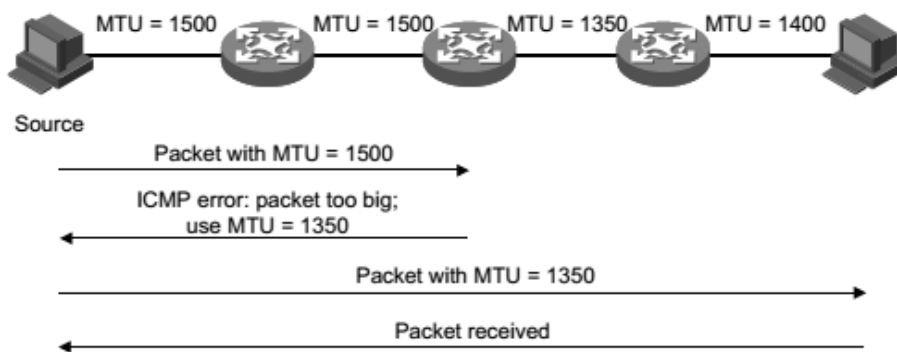 MTU = 1500 MTU = 1500 MTU = 1350 MTU = 1400
Source
Packet with MTU = 1500
ICMP error: packet too big;
use MTU = 1350
Packet with MTU = 1350
Packet received